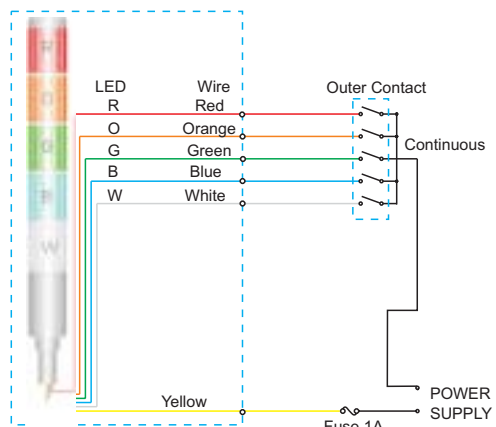 R
O
G
B
W
LED Wire
R Red
O Orange
G Green
B Blue
W White
Yellow
Outer Contact
Continuous
POWER
SUPPLY
Fuse 1A